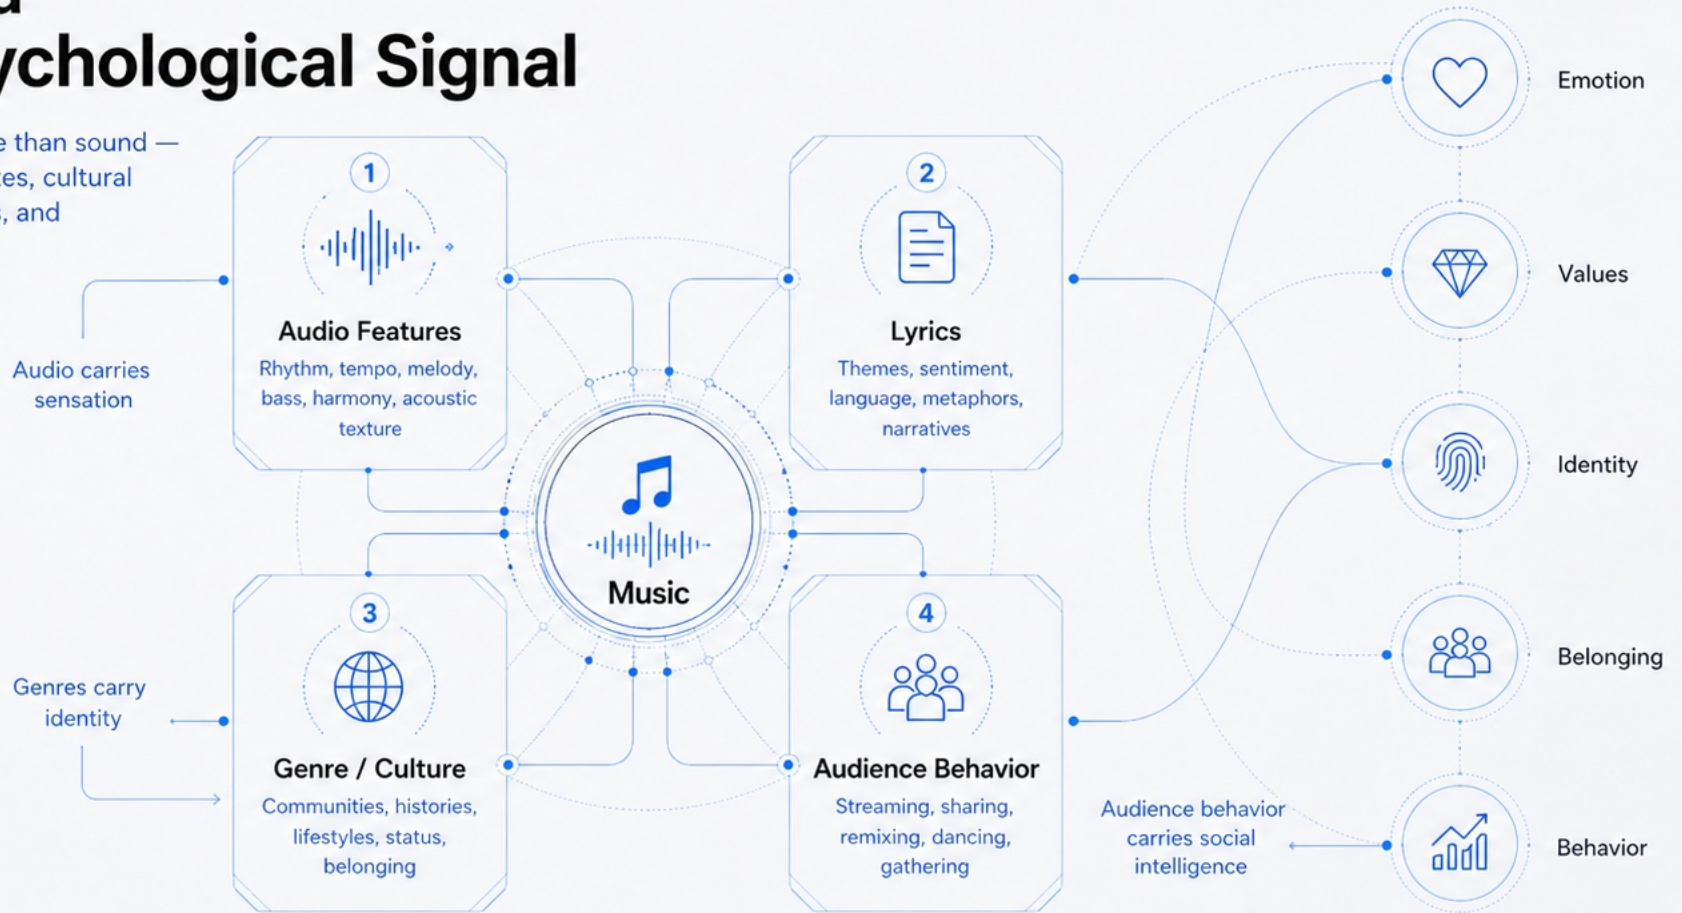 ychological Signal
e than sound —
es, cultural
, and
1
Audio Features
Rhythm, tempo, melody,
bass, harmony, acoustic
texture
2
Lyrics
Themes, sentiment,
language, metaphors,
narratives
Audio carries
sensation
Music
3
Genre / Culture
Communities, histories,
lifestyles, status,
belonging
4
Audience Behavior
Streaming, sharing,
remixing, dancing,
gathering
Genres carry
identity
Audience behavior
carries social
intelligence
Emotion
Values
Identity
Belonging
Behavior